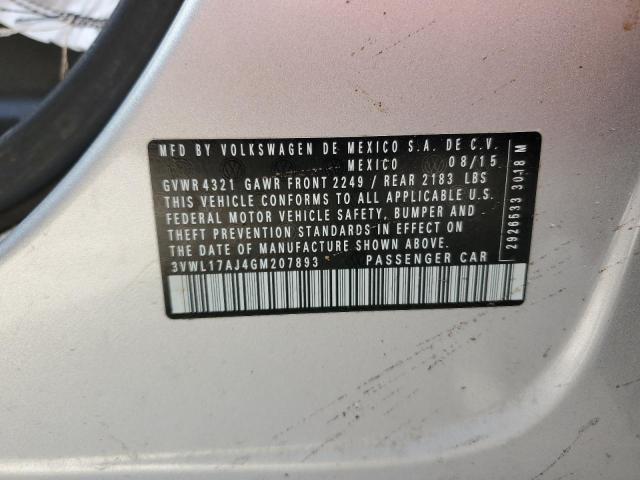 MFD BY VOLKSWAGEN DE MEXICO S.A. DE C.V.
MEXICO 08/15
GVWR 4321 GAWR FRONT 2249 / REAR 2183 LBS
THIS VEHICLE CONFORMS TO ALL APPLICABLE U.S.
FEDERAL MOTOR VEHICLE SAFETY, BUMPER AND
THEFT PREVENTION STANDARDS IN EFFECT ON
THE DATE OF MANUFACTURE SHOWN ABOVE.
3VWL17AJ4GM207893 PASSENGER CAR
2926533 3018 M